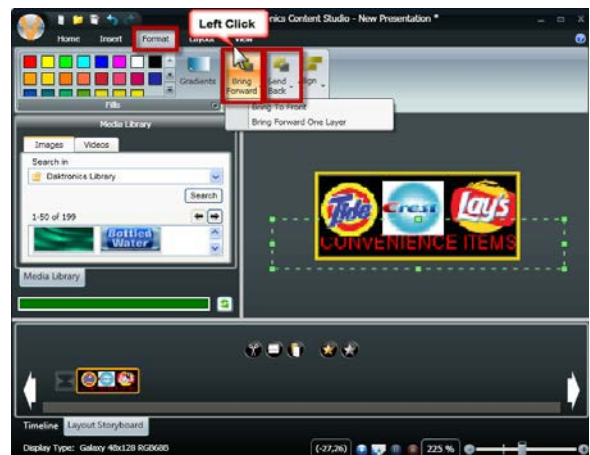 Left Click
nics Content Studio - New Presentation *
Home Insert Format Layout View
Gradients
Bring Forward
Send Back
Align
Fills
Bring To Front
Bring Forward One Layer
Media Library
Images Videos
Search in
Daktronics Library
Search
1-50 of 199
Bottled
Water
Media Library
Tide Crest Lay's
CONVENIENCE ITEMS
Timeline Layout Storyboard
Display Type: Galaxy 48x128 RGB68B
(-27,26) 225 %